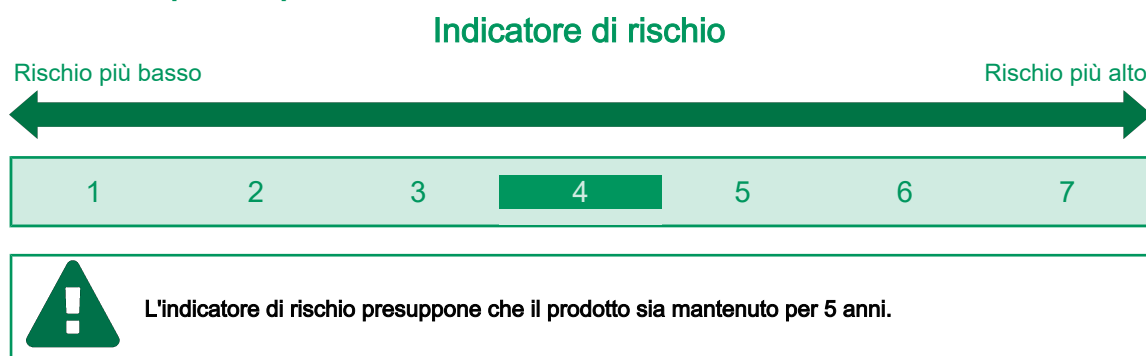 Indicatore di rischio
Rischio più basso Rischio più alto
1 2 3 4 5 6 7
L'indicatore di rischio presuppone che il prodotto sia mantenuto per 5 anni.